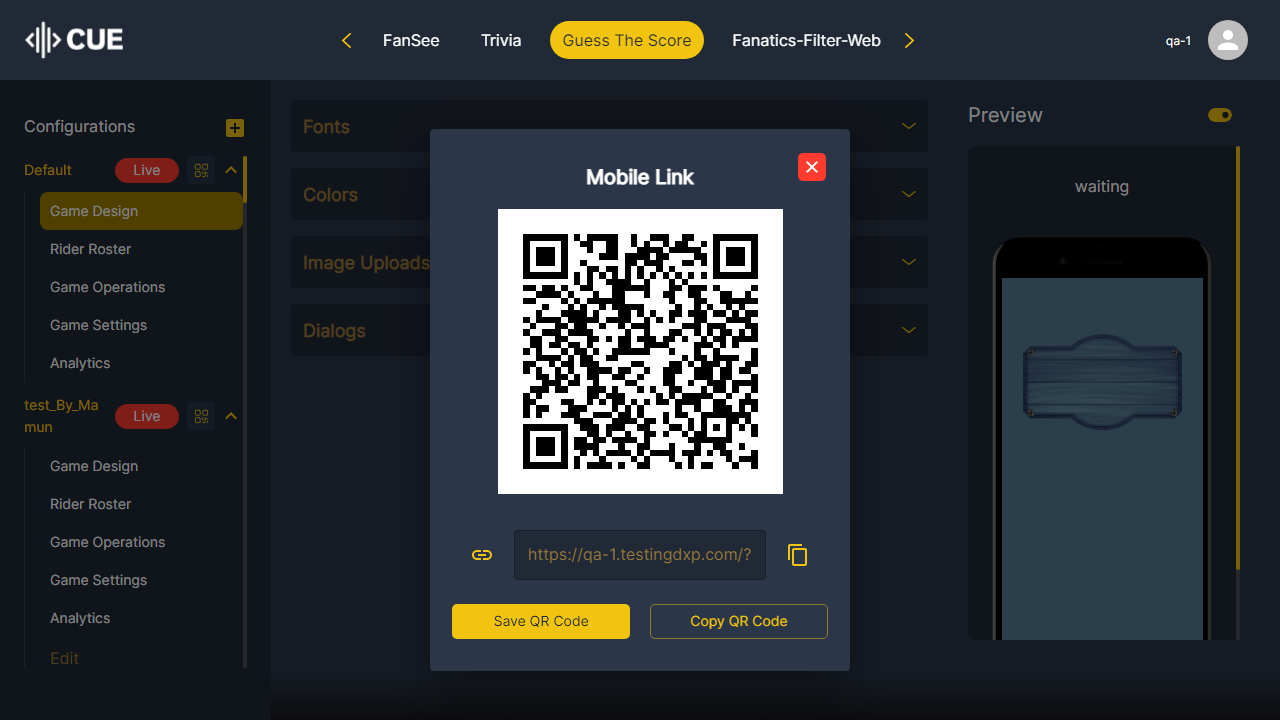 CUE
FanSee
Trivia
Guess The Score
Fanatics-Filter-Web
qa-1
Configurations
Default
Live
Game Design
Rider Roster
Game Operations
Game Settings
Analytics
test_By_Ma
mun
Live
Game Design
Rider Roster
Game Operations
Game Settings
Analytics
Edit
Fonts
Colors
Image Uploads
Dialogs
Mobile Link
https://qa-1.testingdxp.com/?
Save QR Code
Copy QR Code
Preview
waiting